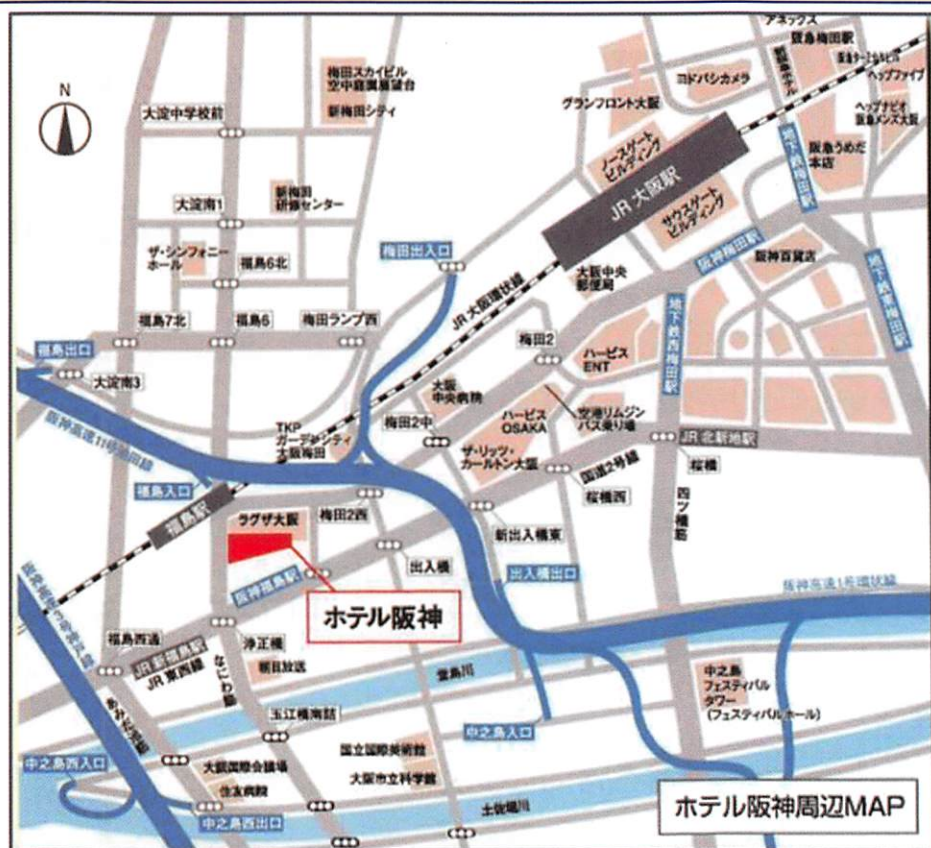 アネックス
阪急梅田駅
ヘップファイブ
ヨドバシカメラ
グランフロント大阪
ヘップナビオ
阪急メンズ大阪
梅田スカイビル
空中庭園展望台
新梅田シティ
N
大淀中学校前
地下鉄梅田駅
阪急うめだ
本店
ノースゲート
ビルディング
JR 大阪駅
サウスゲート
ビルディング
新梅田
研修センター
大淀南1
ザ・シンフォニー
ホール
福島6北
梅田出入口
阪神梅田駅
阪神百貨店
大阪中央
郵便局
JR 大阪環状線
地下鉄東梅田駅
地下鉄西梅田駅
福島7北
福島6
梅田ランプ西
梅田2
福島出口
大淀南3
ハービス
ENT
大阪
中央病院
梅田2中
ハービス
OSAKA
空港リムジン
バス乗り場
TKP
ガーデンシティ
大阪梅田
阪神高速11号池田線
ザ・リッツ・
カールトン大阪
国道2号線
JR 北新地駅
桜橋
桜橋西
福島入口
福島駅
ラグザ大阪
梅田2西
新出入橋東
四ツ橋筋
出入橋
出入橋出口
阪神福島駅
阪神高速1号環状線
ホテル阪神
福島西通
JR 新福島駅
JR 東西線
浄正橋
朝日放送
なにわ筋
あみだ池筋
堂島川
玉江橋南詰
中之島入口
中之島
フェスティバル
タワー
(フェスティバルホール)
国立国際美術館
大阪市立科学館
中之島西入口
大阪国際会議場
住友病院
中之島西出口
土佐堀川
ホテル阪神周辺MAP